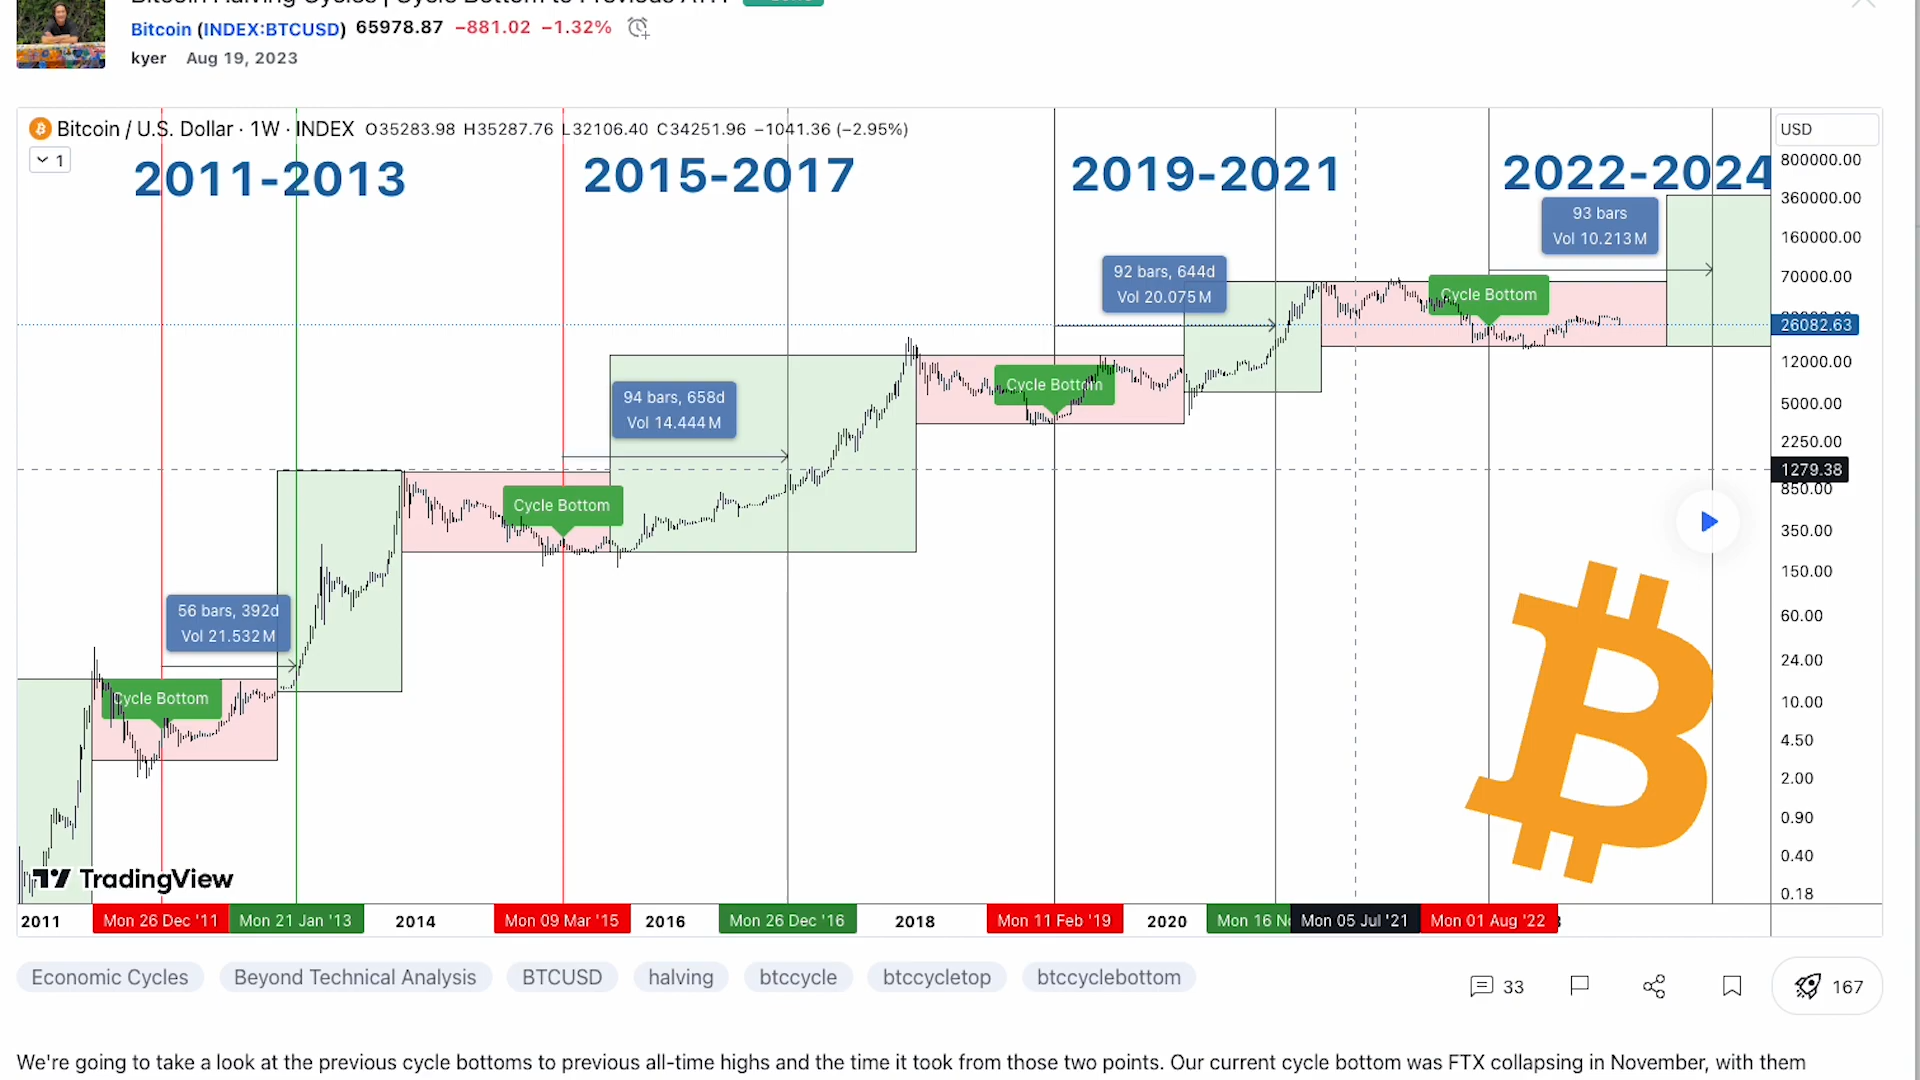 Bitcoin (INDEX:BTCUSD) 65978.87 −881.02 −1.32%
kyer Aug 19, 2023
Bitcoin / U.S. Dollar · 1W · INDEX O35283.98 H35287.76 L32106.40 C34251.96 −1041.36 (−2.95%)
1
USD
2011-2013
2015-2017
2019-2021
2022-2024
800000.00
360000.00
160000.00
70000.00
26082.63
12000.00
5000.00
2250.00
1279.38
850.00
350.00
150.00
60.00
24.00
10.00
4.50
2.00
0.90
0.40
0.18
93 bars
Vol 10.213M
92 bars, 644d
Vol 20.075M
94 bars, 658d
Vol 14.444M
56 bars, 392d
Vol 21.532M
Cycle Bottom
Cycle Bottom
Cycle Bottom
Cycle Bottom
TradingView
2011 Mon 26 Dec '11 Mon 21 Jan '13 2014 Mon 09 Mar '15 2016 Mon 26 Dec '16 2018 Mon 11 Feb '19 2020 Mon 16 Mon 05 Jul '21 Mon 01 Aug '22
Economic Cycles Beyond Technical Analysis BTCUSD halving btccycle btccycletop btccyclebottom
33 167
We're going to take a look at the previous cycle bottoms to previous all-time highs and the time it took from those two points. Our current cycle bottom was FTX collapsing in November, with them